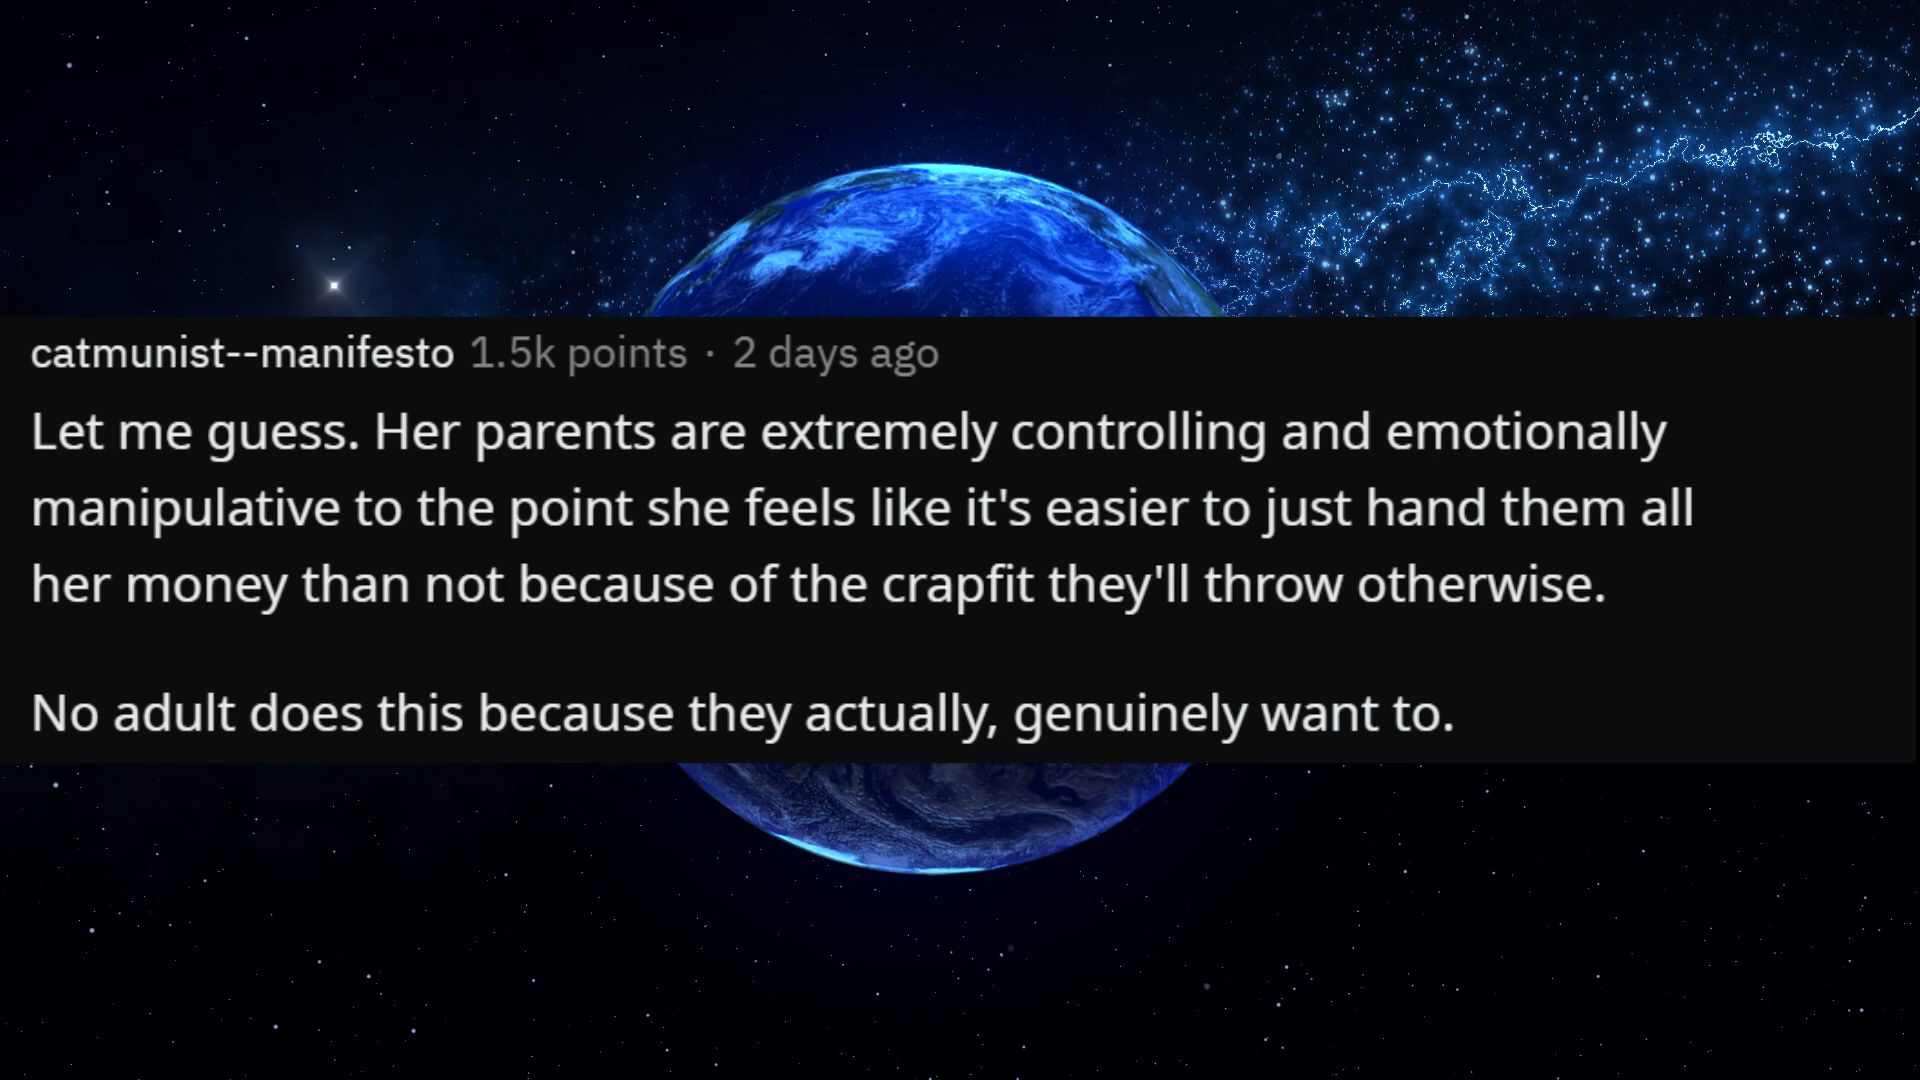 catmunist--manifesto 1.5k points · 2 days ago
Let me guess. Her parents are extremely controlling and emotionally
manipulative to the point she feels like it's easier to just hand them all
her money than not because of the crapfit they'll throw otherwise.
No adult does this because they actually, genuinely want to.